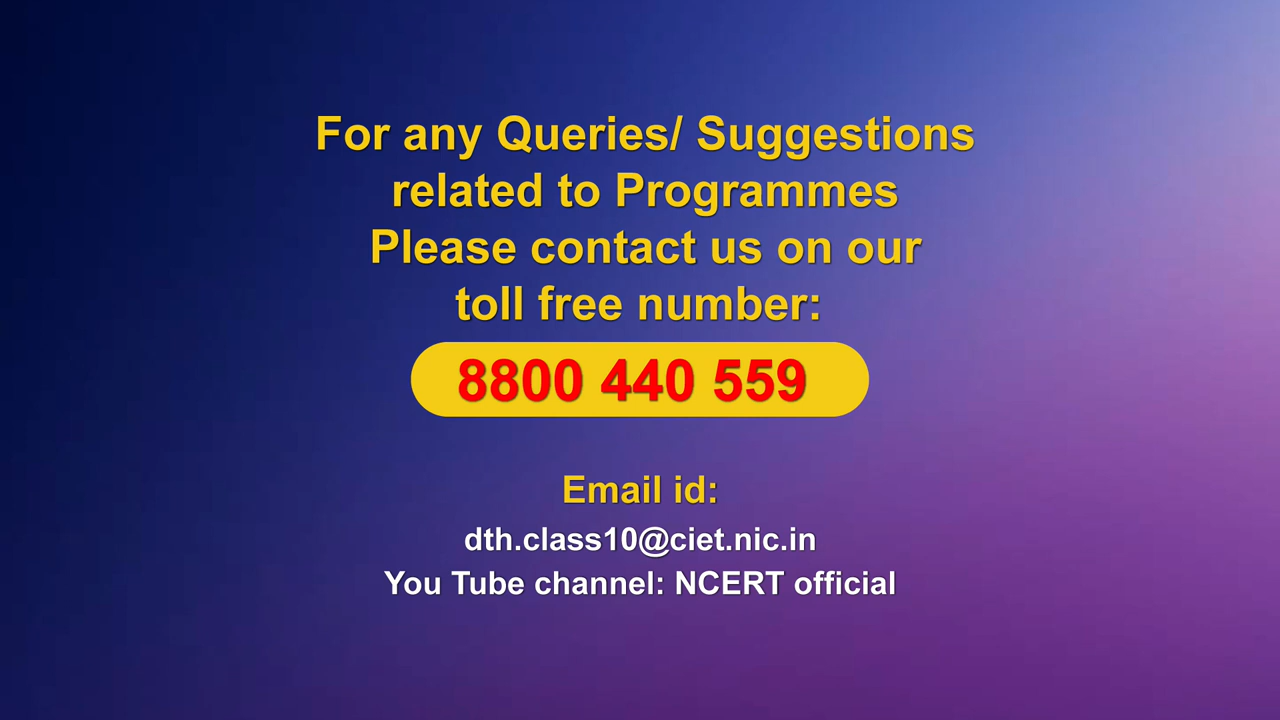 For any Queries/ Suggestions
related to Programmes
Please contact us on our
toll free number:
8800 440 559
Email id:
dth.class10@ciet.nic.in
You Tube channel: NCERT official